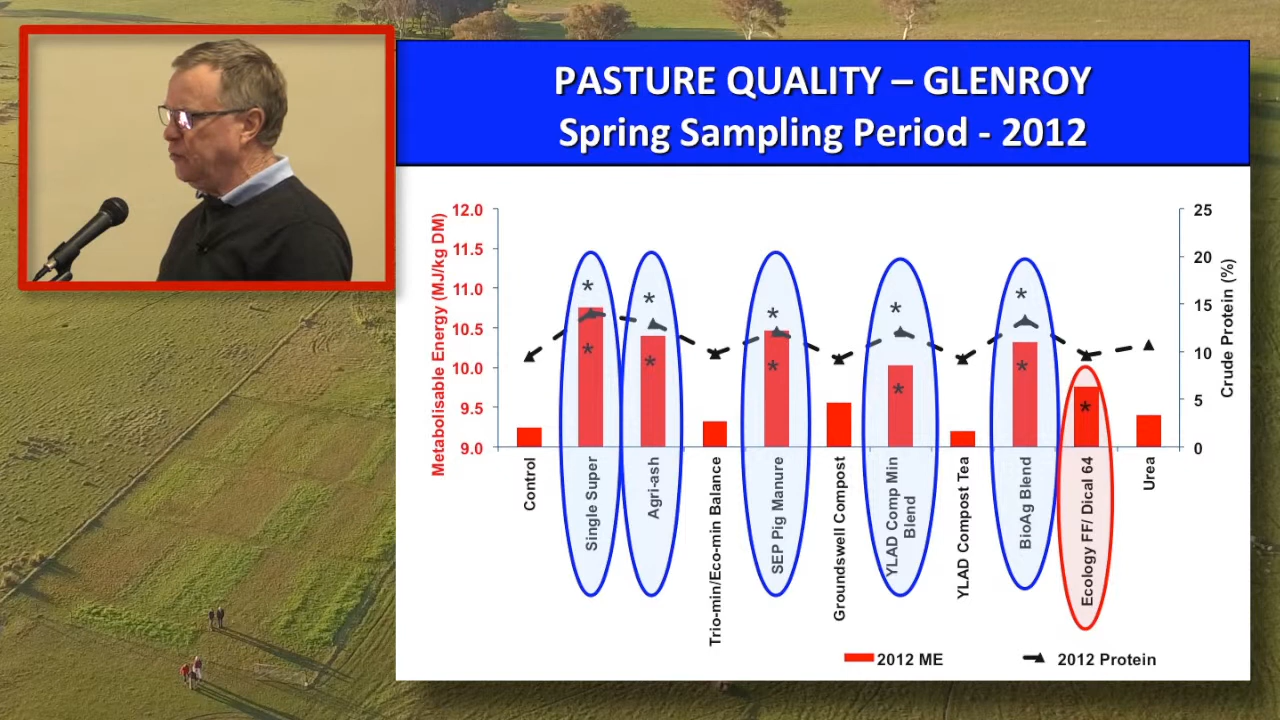 PASTURE QUALITY – GLENROY
Spring Sampling Period - 2012
Metabolisable Energy (MJ/kg DM)
12.0
11.5
11.0
10.5
10.0
9.5
9.0
25
20
15
10
5
0
Crude Protein (%)
Control
Single Super
Agri-ash
Trio-min/Eco-min Balance
SEP Pig Manure
Groundswell Compost
YLAD Comp Min
Blend
YLAD Compost Tea
BioAg Blend
Ecology FF/ Dical 64
Urea
2012 ME
2012 Protein